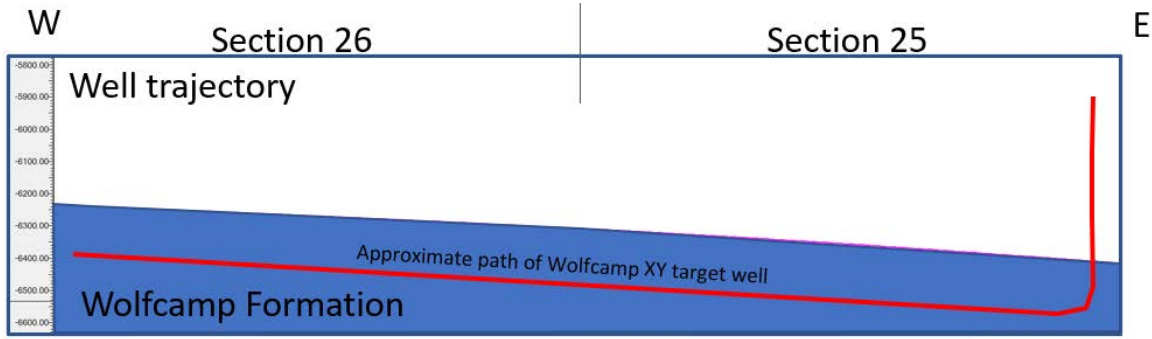 W
E
Section 26
Section 25
-5800.00
-5900.00
-6000.00
-6100.00
-6200.00
-6300.00
-6400.00
-6500.00
-6600.00
Well trajectory
Approximate path of Wolfcamp XY target well
Wolfcamp Formation